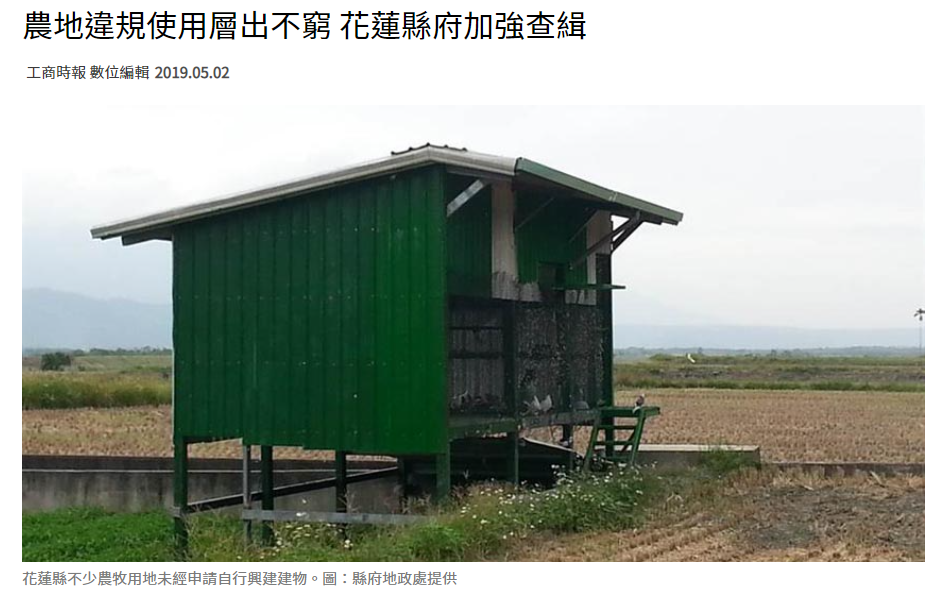 農地違規使用層出不窮 花蓮縣府加強查緝
工商時報 數位編輯 2019.05.02
花蓮縣不少農牧用地未經申請自行興建建物。圖：縣府地政處提供